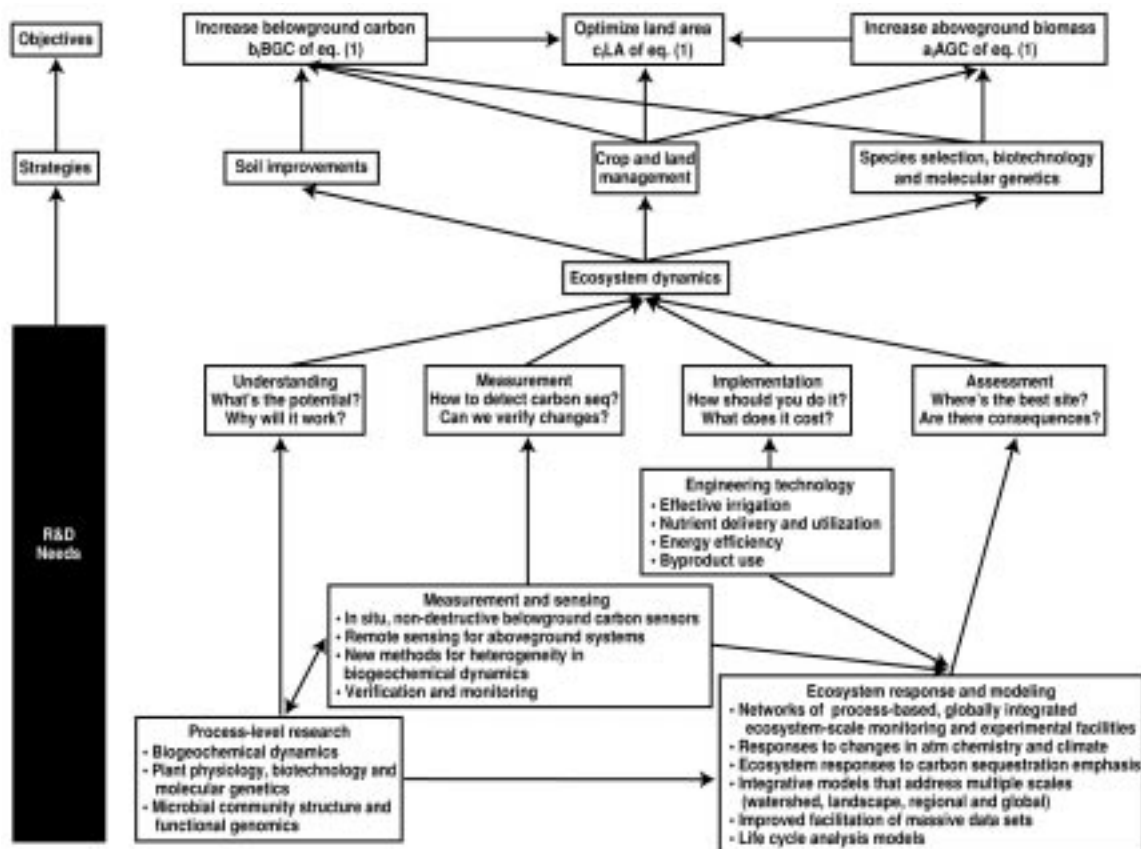 Objectives
Increase belowground carbon
bᵢBGC of eq. (1)
Optimize land area
cᵢLA of eq. (1)
Increase aboveground biomass
aᵢAGC of eq. (1)
Strategies
Soil improvements
Crop and land
management
Species selection, biotechnology
and molecular genetics
Ecosystem dynamics
R&D
Needs
Understanding
What's the potential?
Why will it work?
Measurement
How to detect carbon seq?
Can we verify changes?
Implementation
How should you do it?
What does it cost?
Assessment
Where's the best site?
Are there consequences?
Engineering technology
• Effective irrigation
• Nutrient delivery and utilization
• Energy efficiency
• Byproduct use
Measurement and sensing
• In situ, non-destructive belowground carbon sensors
• Remote sensing for aboveground systems
• New methods for heterogeneity in
biogeochemical dynamics
• Verification and monitoring
Process-level research
- Biogeochemical dynamics
- Plant physiology, biotechnology and
molecular genetics
- Microbial community structure and
functional genomics
Ecosystem response and modeling
- Networks of process-based, globally integrated
ecosystem-scale monitoring and experimental facilities
- Responses to changes in atm chemistry and climate
- Ecosystem responses to carbon sequestration emphasis
- Integrative models that address multiple scales
(watershed, landscape, regional and global)
- Improved facilitation of massive data sets
- Life cycle analysis models